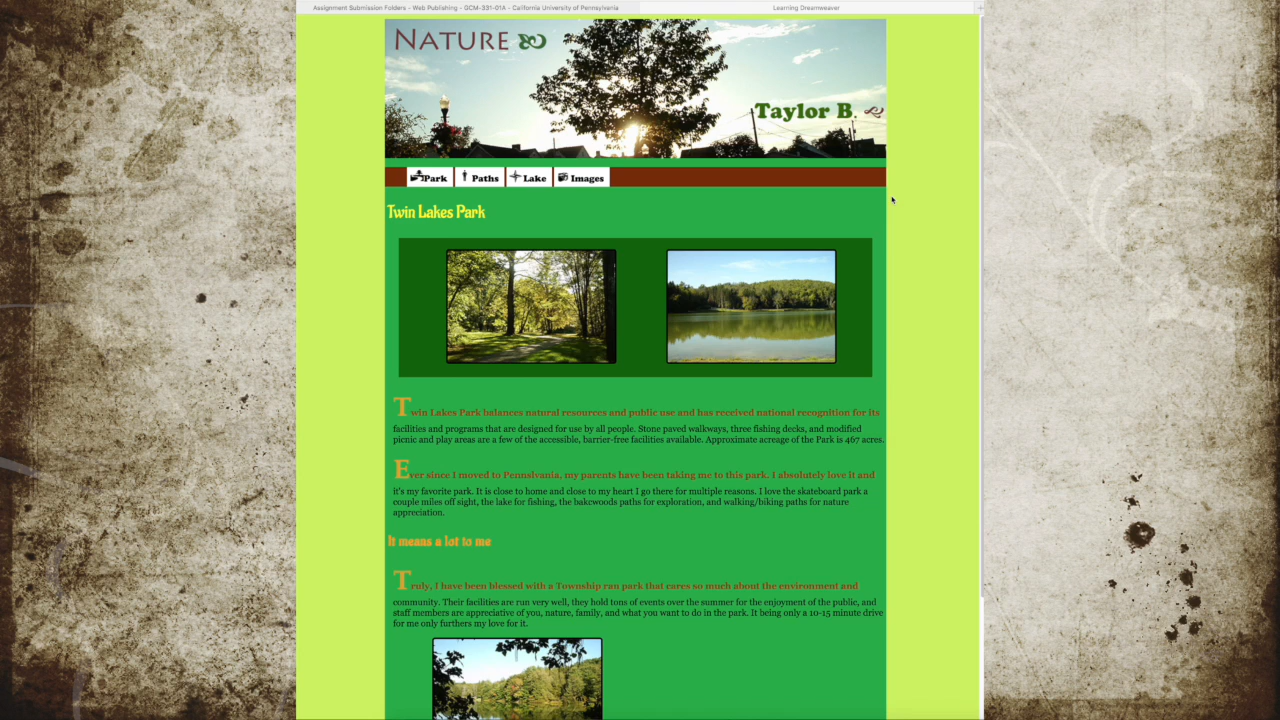 Assignment Submission Folders - Web Publishing - GCM-331-01A - California University of Pennsylvania
Learning Dreamweaver
Nature
Taylor B.
Park
Paths
Lake
Images
Twin Lakes Park
Twin Lakes Park balances natural resources and public use and has received national recognition for its
facilities and programs that are designed for use by all people. Stone paved walkways, three fishing decks, and modified
picnic and play areas are a few of the accessible, barrier-free facilities available. Approximate acreage of the Park is 467 acres.
Ever since I moved to Pennslvania, my parents have been taking me to this park. I absolutely love it and
it's my favorite park. It is close to home and close to my heart I go there for multiple reasons. I love the skateboard park a
couple miles off sight, the lake for fishing, the bakewoods paths for exploration, and walking/biking paths for nature
appreciation.
It means a lot to me
Truly, I have been blessed with a Township ran park that cares so much about the environment and
community. Their facilities are run very well, they hold tons of events over the summer for the enjoyment of the public, and
staff members are appreciative of you, nature, family, and what you want to do in the park. It being only a 10-15 minute drive
for me only furthers my love for it.